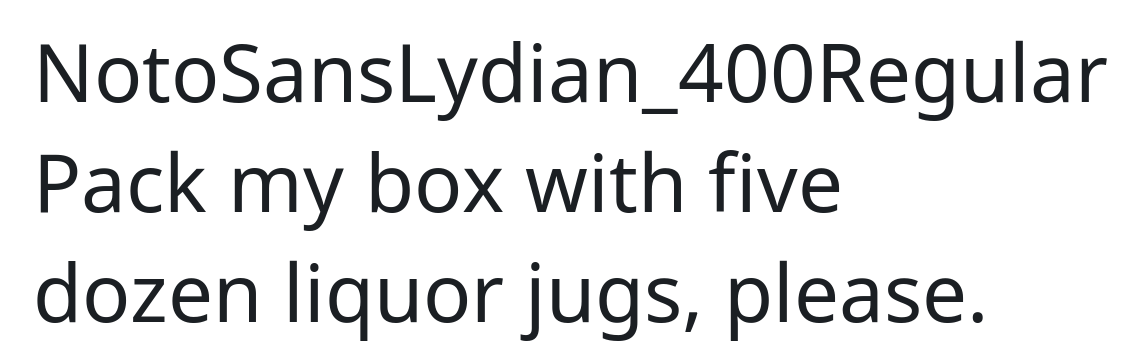 NotoSansLydian_400Regular
Pack my box with five
dozen liquor jugs, please.